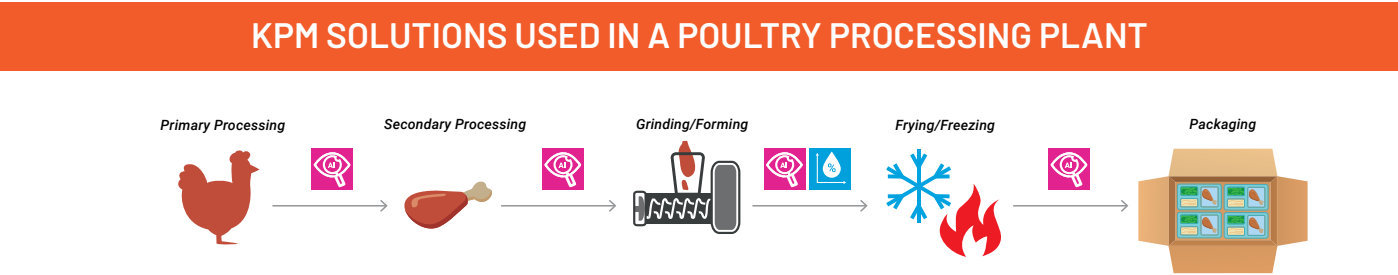 KPM SOLUTIONS USED IN A POULTRY PROCESSING PLANT
Primary Processing
Secondary Processing
Grinding/Forming
Frying/Freezing
Packaging
AI
AI
AI
%
AI